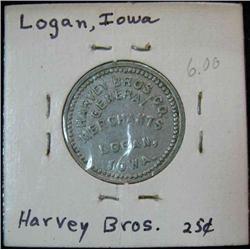 Logan, Iowa
6.00
HARVEY BROS. CO.
GENERAL
MERCHANTS
LOGAN,
IOWA
Harvey Bros. 25¢